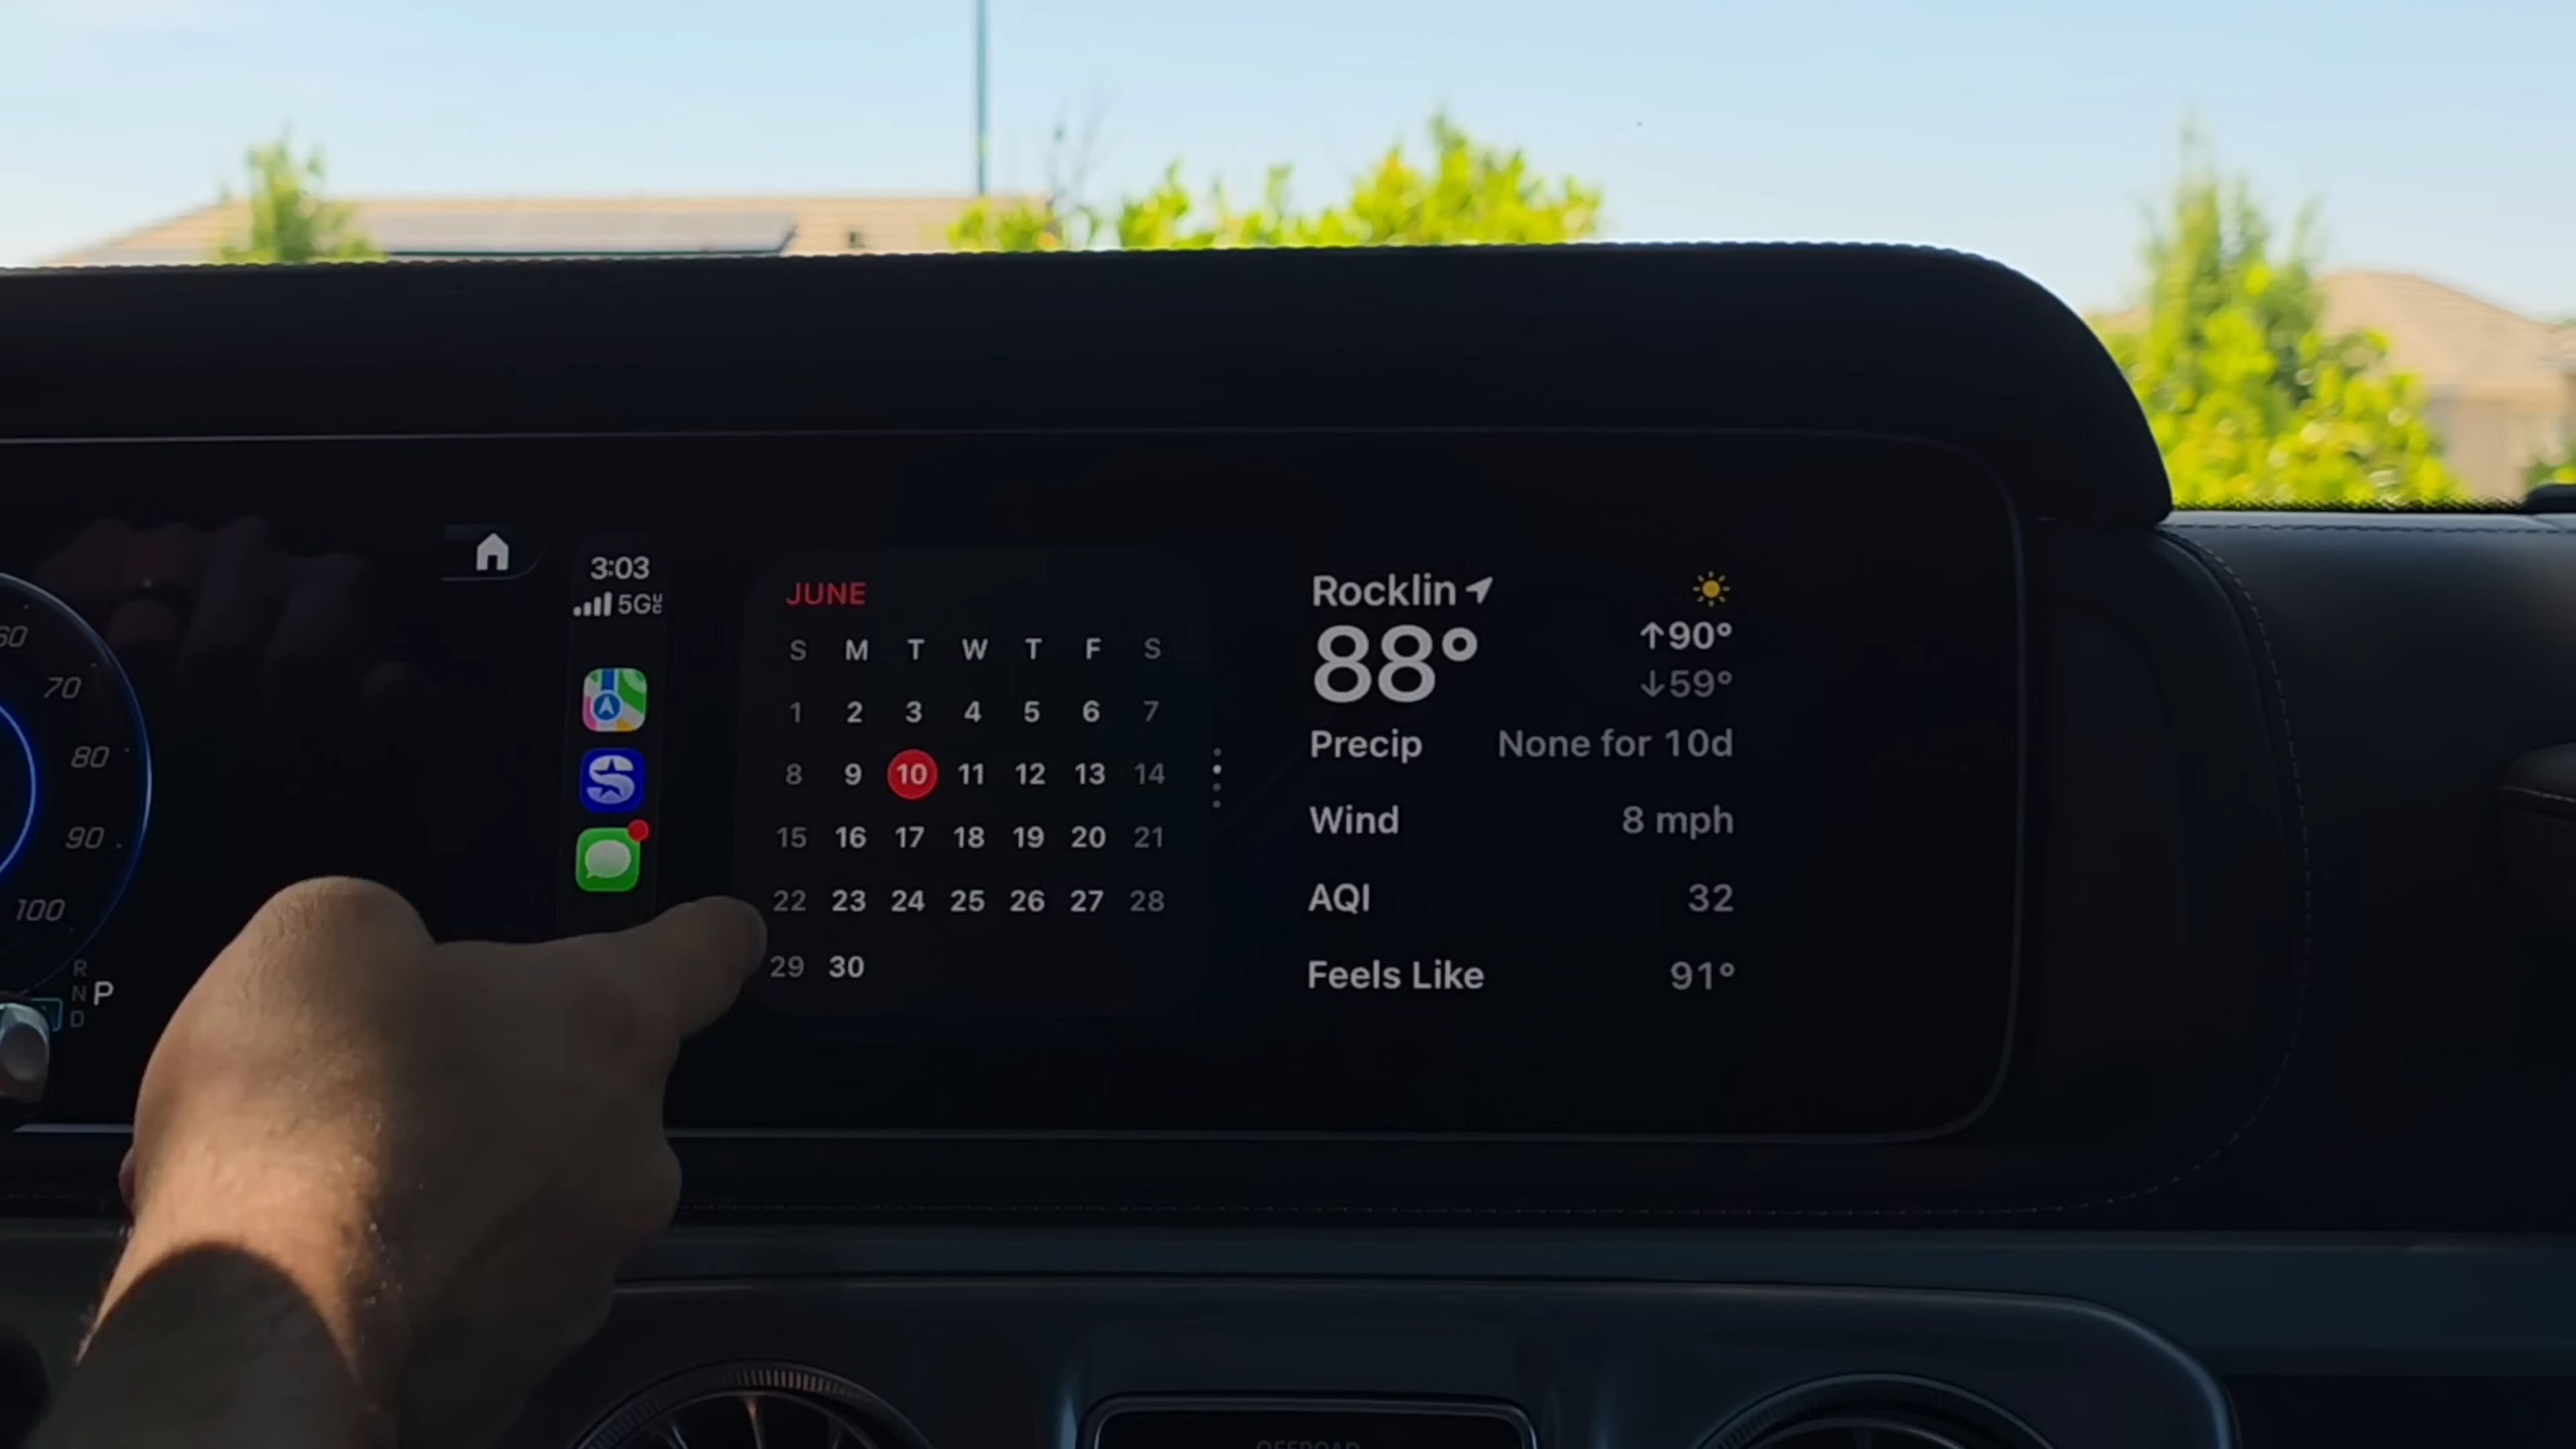 60
70
80
90
100
R
N P
D
3:03
5G
JUNE
S M T W T F S
1 2 3 4 5 6 7
8 9 10 11 12 13 14
15 16 17 18 19 20 21
22 23 24 25 26 27 28
29 30
Rocklin
88°
↑90°
↓59°
Precip None for 10d
Wind 8 mph
AQI 32
Feels Like 91°
OFFROAD